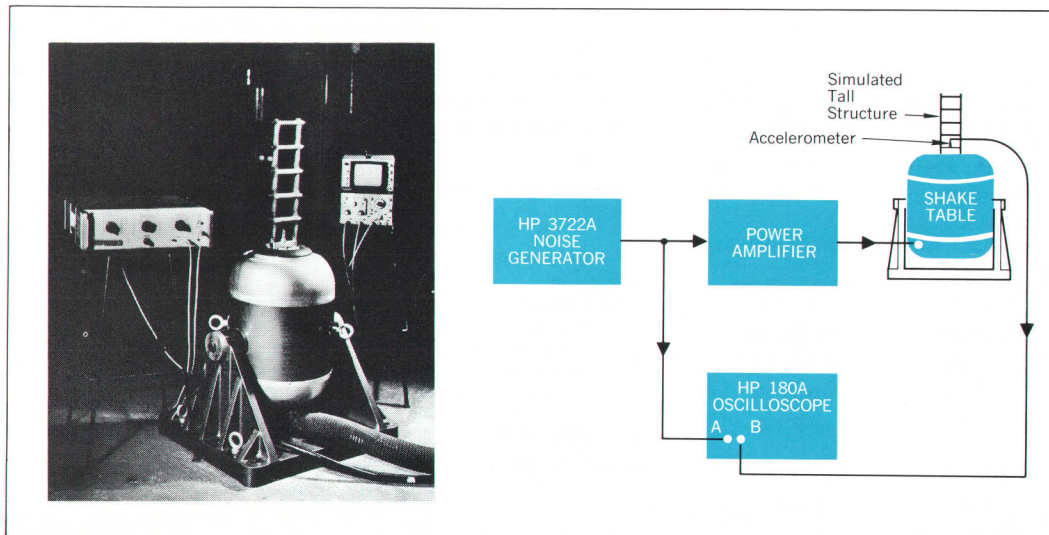 Simulated
Tall
Structure
Accelerometer
SHAKE
TABLE
HP 3722A
NOISE
GENERATOR
POWER
AMPLIFIER
HP 180A
OSCILLOSCOPE
A B